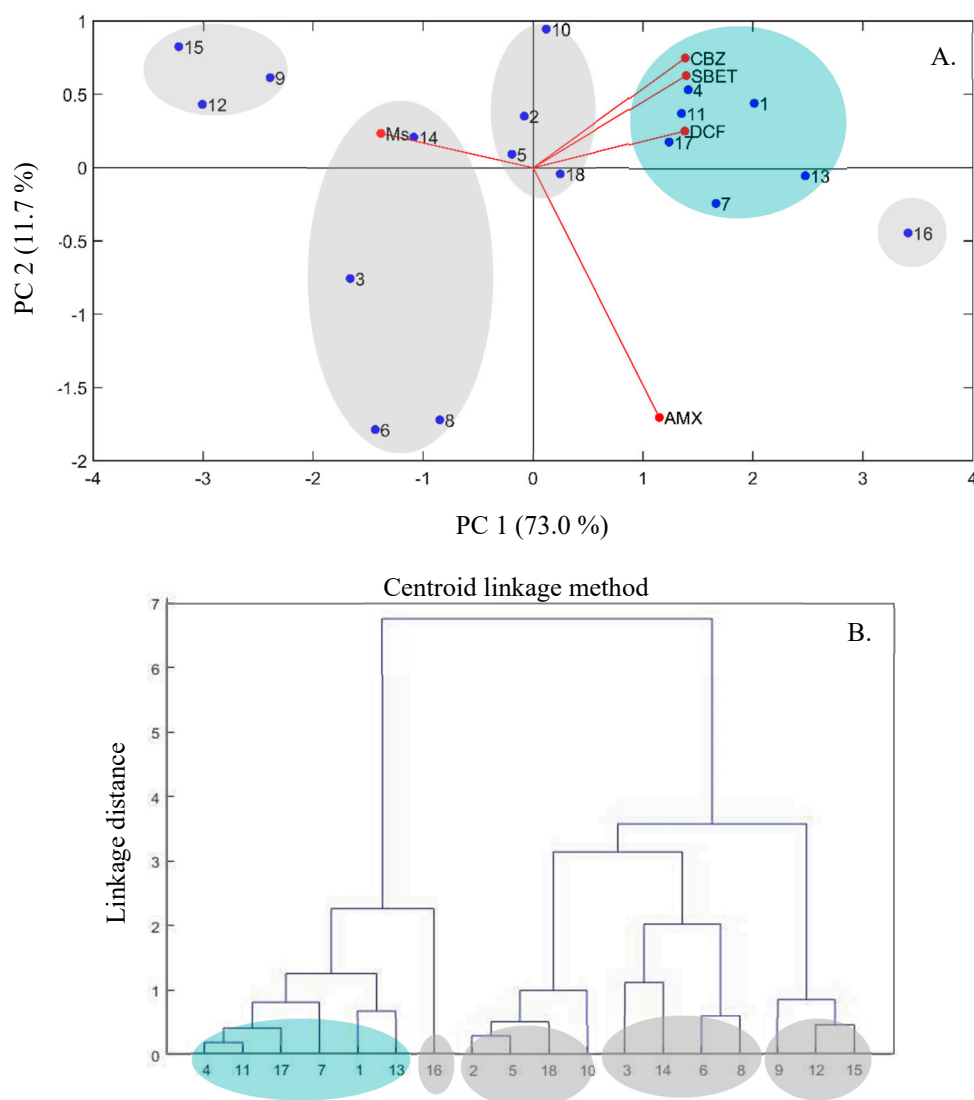 A.
1
0.5
0
-0.5
-1
-1.5
-2
PC 2 (11.7 %)
15
9
12
10
2
5
18
CBZ
SBET
4
1
11
DCF
17
13
7
16
Ms
14
3
6
8
AMX
-4 -3 -2 -1 0 1 2 3 4
PC 1 (73.0 %)
Centroid linkage method
B.
7
6
5
4
3
2
1
0
Linkage distance
4 11 17 7 1 13 16 2 5 18 10 3 14 6 8 9 12 15